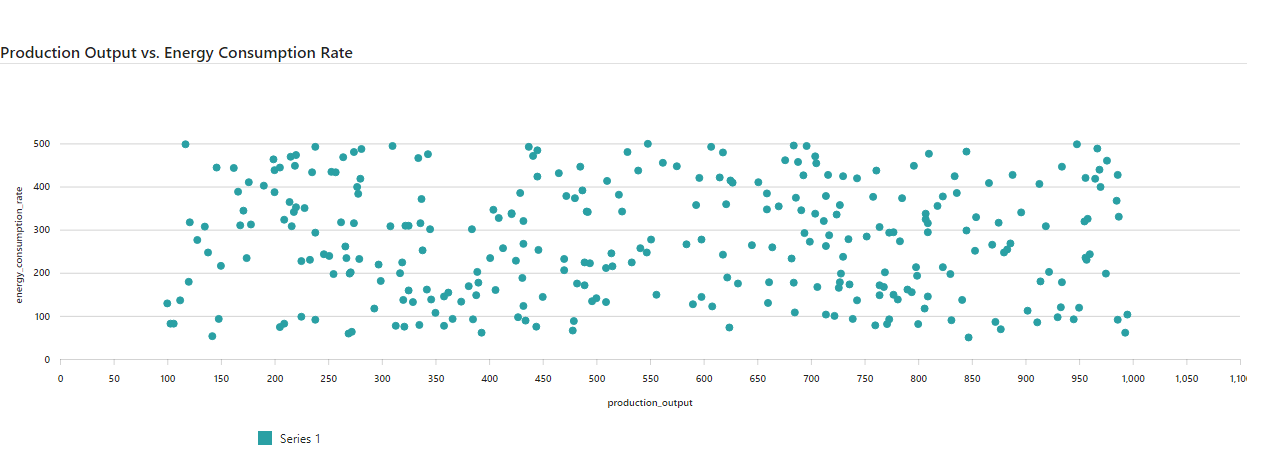 Production Output vs. Energy Consumption Rate
500
400
300
200
100
0
energy_consumption_rate
0 50 100 150 200 250 300 350 400 450 500 550 600 650 700 750 800 850 900 950 1,000 1,050 1,10
production_output
Series 1